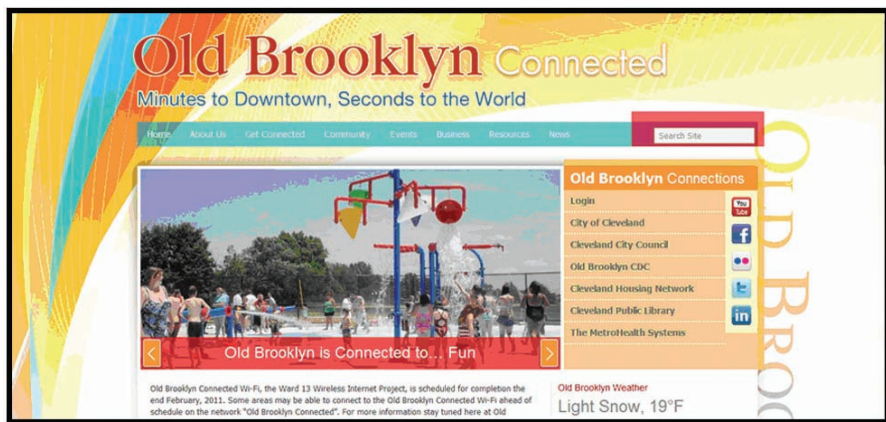 Old Brooklyn Connected
Minutes to Downtown, Seconds to the World
Home About Us Get Connected Community Events Business Resources News Search Site
Old Brooklyn Connections
Login
City of Cleveland
Cleveland City Council
Old Brooklyn CDC
Cleveland Housing Network
Cleveland Public Library
The MetroHealth Systems
You
Tube
f
t
in
< Old Brooklyn is Connected to... Fun >
Old Brooklyn Connected Wi-Fi, the Ward 13 Wireless Internet Project, is scheduled for completion the
end February, 2011. Some areas may be able to connect to the Old Brooklyn Connected Wi-Fi ahead of
schedule on the network "Old Brooklyn Connected". For more information stay tuned here at Old
Old Brooklyn Weather
Light Snow, 19°F
OLD BROO